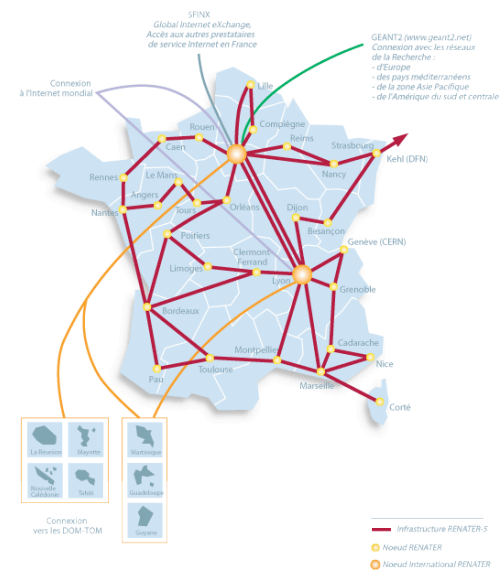 SFINX
Global Internet eXchange,
Accès aux autres prestataires
de service Internet en France
GEANT2 (www.geant2.net)
Connexion avec les réseaux
de la Recherche :
- d'Europe
- des pays méditerranéens
- de la zone Asie Pacifique
- de l'Amérique du sud et centrale
Connexion
à l'Internet mondial
Lille
Compiègne
Rouen
Caen
Reims
Strasbourg
Kehl (DFN)
Nancy
Rennes
Le Mans
Angers
Nantes
Tours
Orléans
Dijon
Besançon
Poitiers
Genève (CERN)
Clermont
Ferrand
Limoges
Lyon
Grenoble
Bordeaux
Cadarache
Montpellier
Nice
Toulouse
Pau
Marseille
Corté
La Réunion
Mayotte
Martinique
Nouvelle
Calédonie
Tahiti
Guadeloupe
Guyane
Connexion
vers les DOM-TOM
Infrastructure RENATER-5
Noeud RENATER
Noeud International RENATER